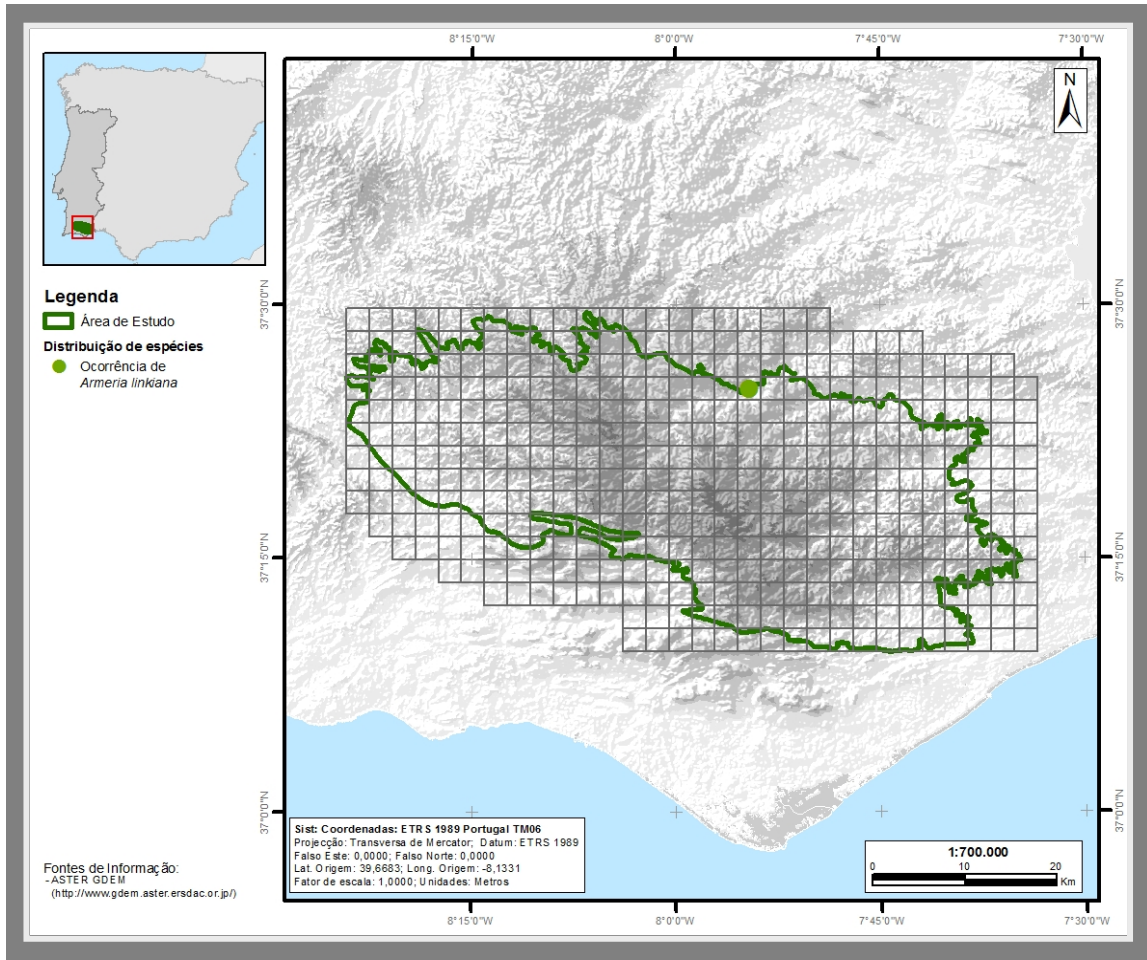 8°15'0"W 8°0'0"W 7°45'0"W 7°30'0"W
N
37°30'0"N 37°30'0"N
Legenda
Área de Estudo
Distribuição de espécies
Ocorrência de
Armeria linkiana
37°15'0"N 37°15'0"N
37°0'0"N 37°0'0"N
Sist: Coordenadas: ETRS 1989 Portugal TM06
Projecção: Transversa de Mercator; Datum: ETRS 1989
Falso Este: 0,0000; Falso Norte: 0,0000
Lat. Origem: 39,6683; Long. Origem: -8,1331
Fator de escala: 1,0000; Unidades: Metros
1:700.000
0 10 20
Km
Fontes de Informação:
-ASTER GDEM
(http://www.gdem.aster.ersdac.or.jp/)
8°15'0"W 8°0'0"W 7°45'0"W 7°30'0"W